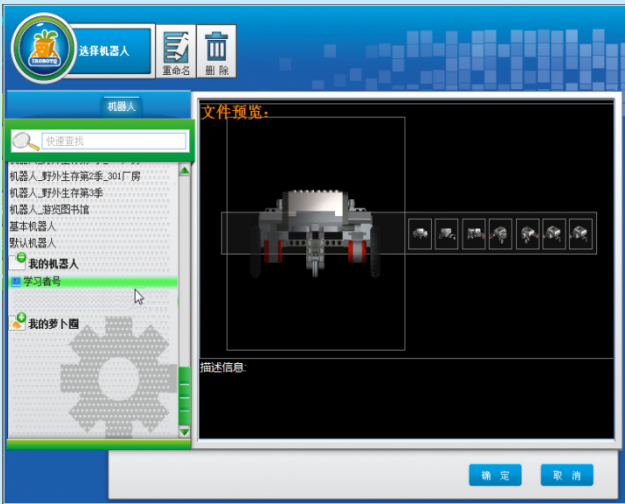 IROBOTQ
选择机器人
重命名
删 除
机器人
快速查找
机器人_野外生存第2季_301厂房
机器人_野外生存第3季
机器人_游览图书馆
基本机器人
默认机器人
我的机器人
学习者号
我的萝卜圈
文件预览：
描述信息:
确 定
取 消